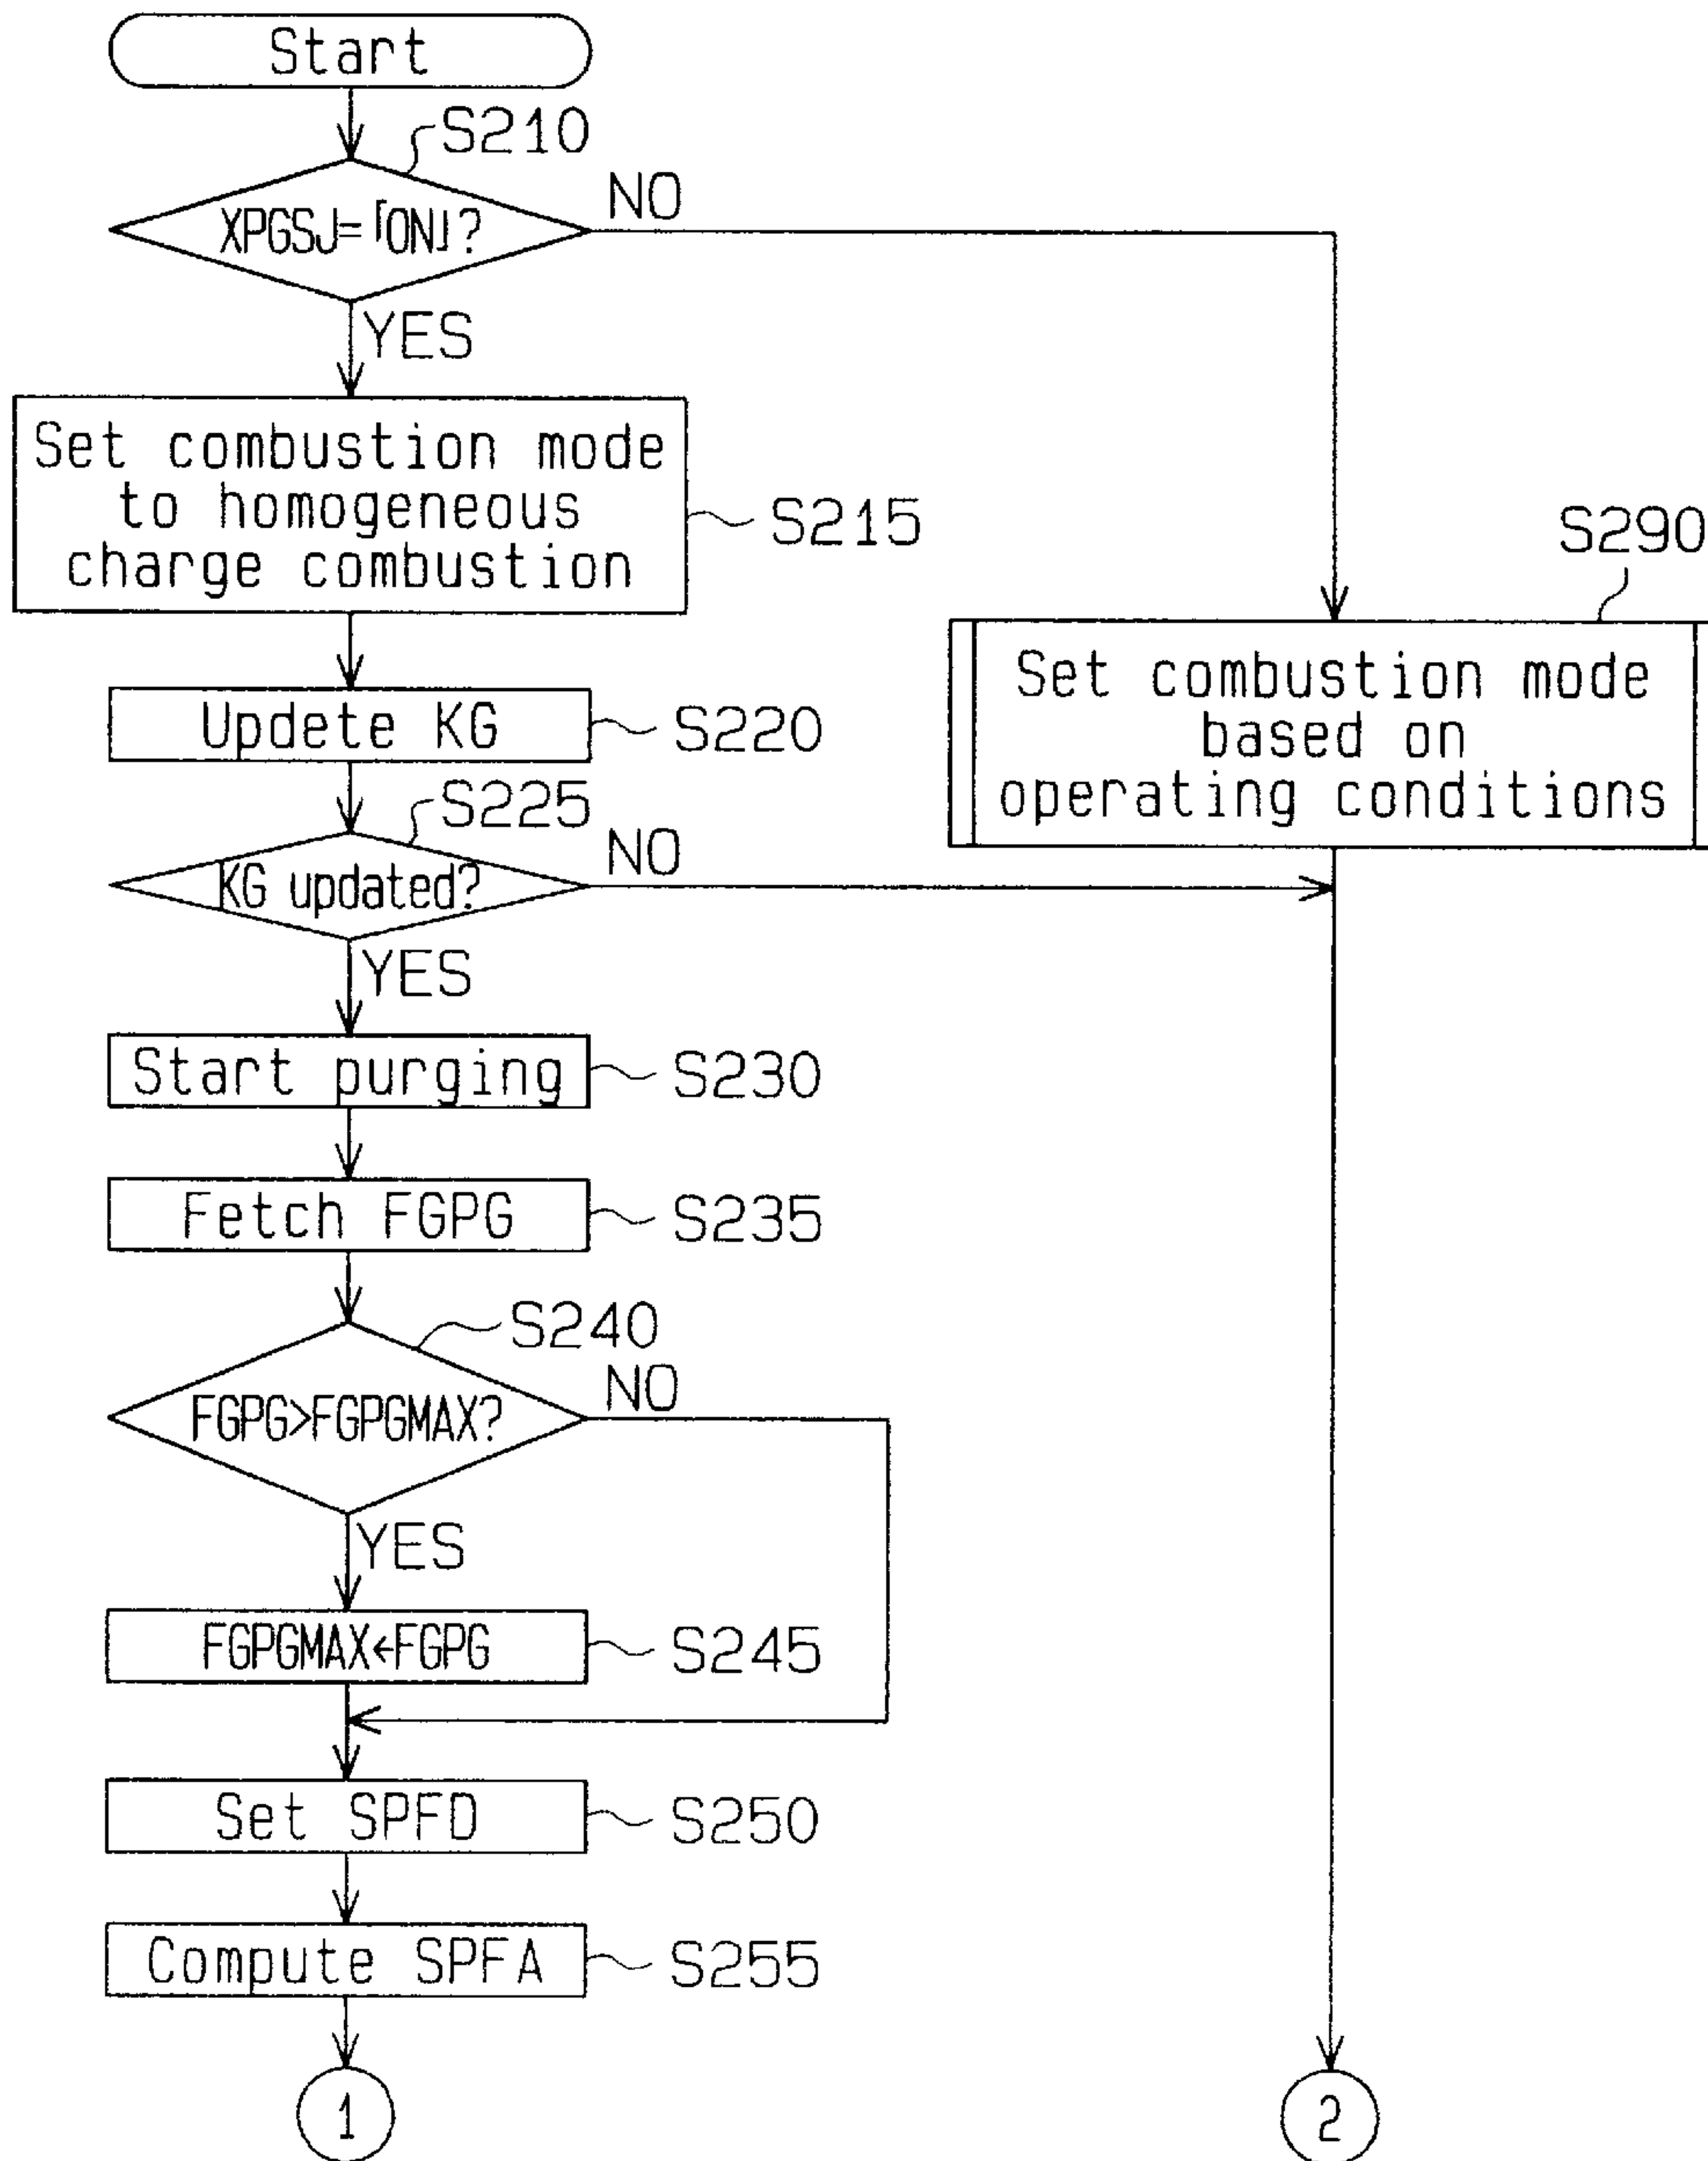 Start
S210
XPGSJ=「ON」?
NO
YES
Set combustion mode
to homogeneous
charge combustion
S215
S290
Set combustion mode
based on
operating conditions
Updete KG
S220
S225
KG updated?
NO
YES
Start purging
S230
Fetch FGPG
S235
S240
FGPG>FGPGMAX?
NO
YES
FGPGMAX←FGPG
S245
Set SPFD
S250
Compute SPFA
S255
1
2